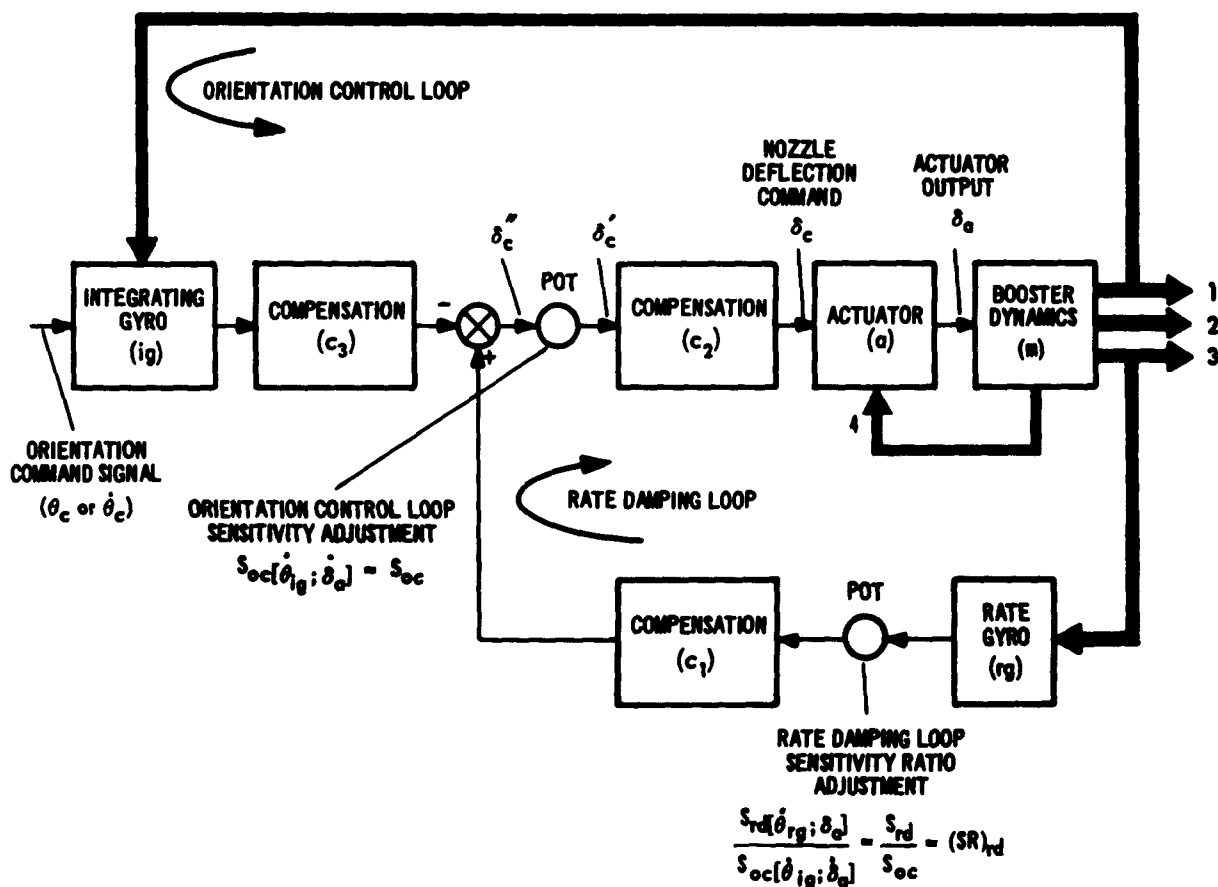 ORIENTATION CONTROL LOOP
NOZZLE
DEFLECTION
COMMAND
δc
ACTUATOR
OUTPUT
δa
δc″
POT
δc′
INTEGRATING
GYRO
(ig)
COMPENSATION
(c3)
-
+
COMPENSATION
(c2)
ACTUATOR
(a)
BOOSTER
DYNAMICS
(m)
1
2
3
4
ORIENTATION
COMMAND SIGNAL
(θc or θ̇c)
ORIENTATION CONTROL LOOP
SENSITIVITY ADJUSTMENT
Soc[θ̇ig; δ̇a] = Soc
RATE DAMPING LOOP
COMPENSATION
(c1)
POT
RATE
GYRO
(rg)
RATE DAMPING LOOP
SENSITIVITY RATIO
ADJUSTMENT
Srd[θ̇rg; δa] / Soc[θ̇ig; δ̇a] = Srd / Soc = (SR)rd